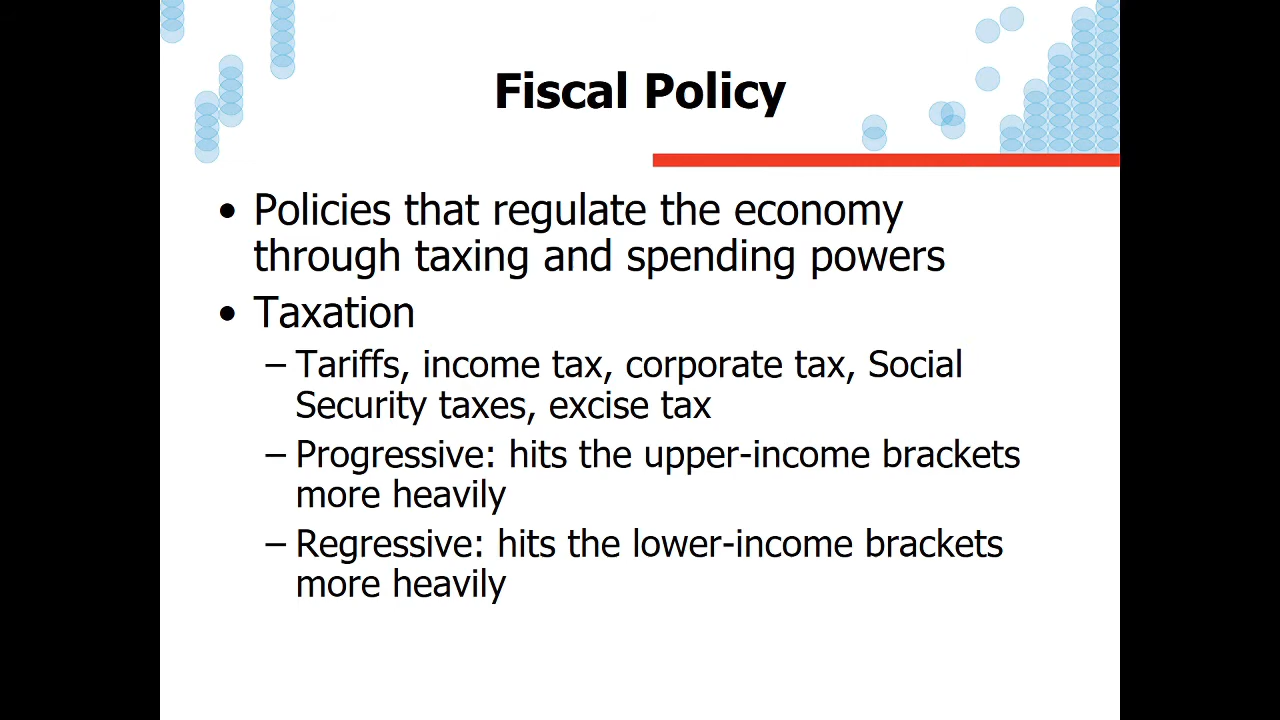 Fiscal Policy
• Policies that regulate the economy
through taxing and spending powers
• Taxation
– Tariffs, income tax, corporate tax, Social
Security taxes, excise tax
– Progressive: hits the upper-income brackets
more heavily
– Regressive: hits the lower-income brackets
more heavily